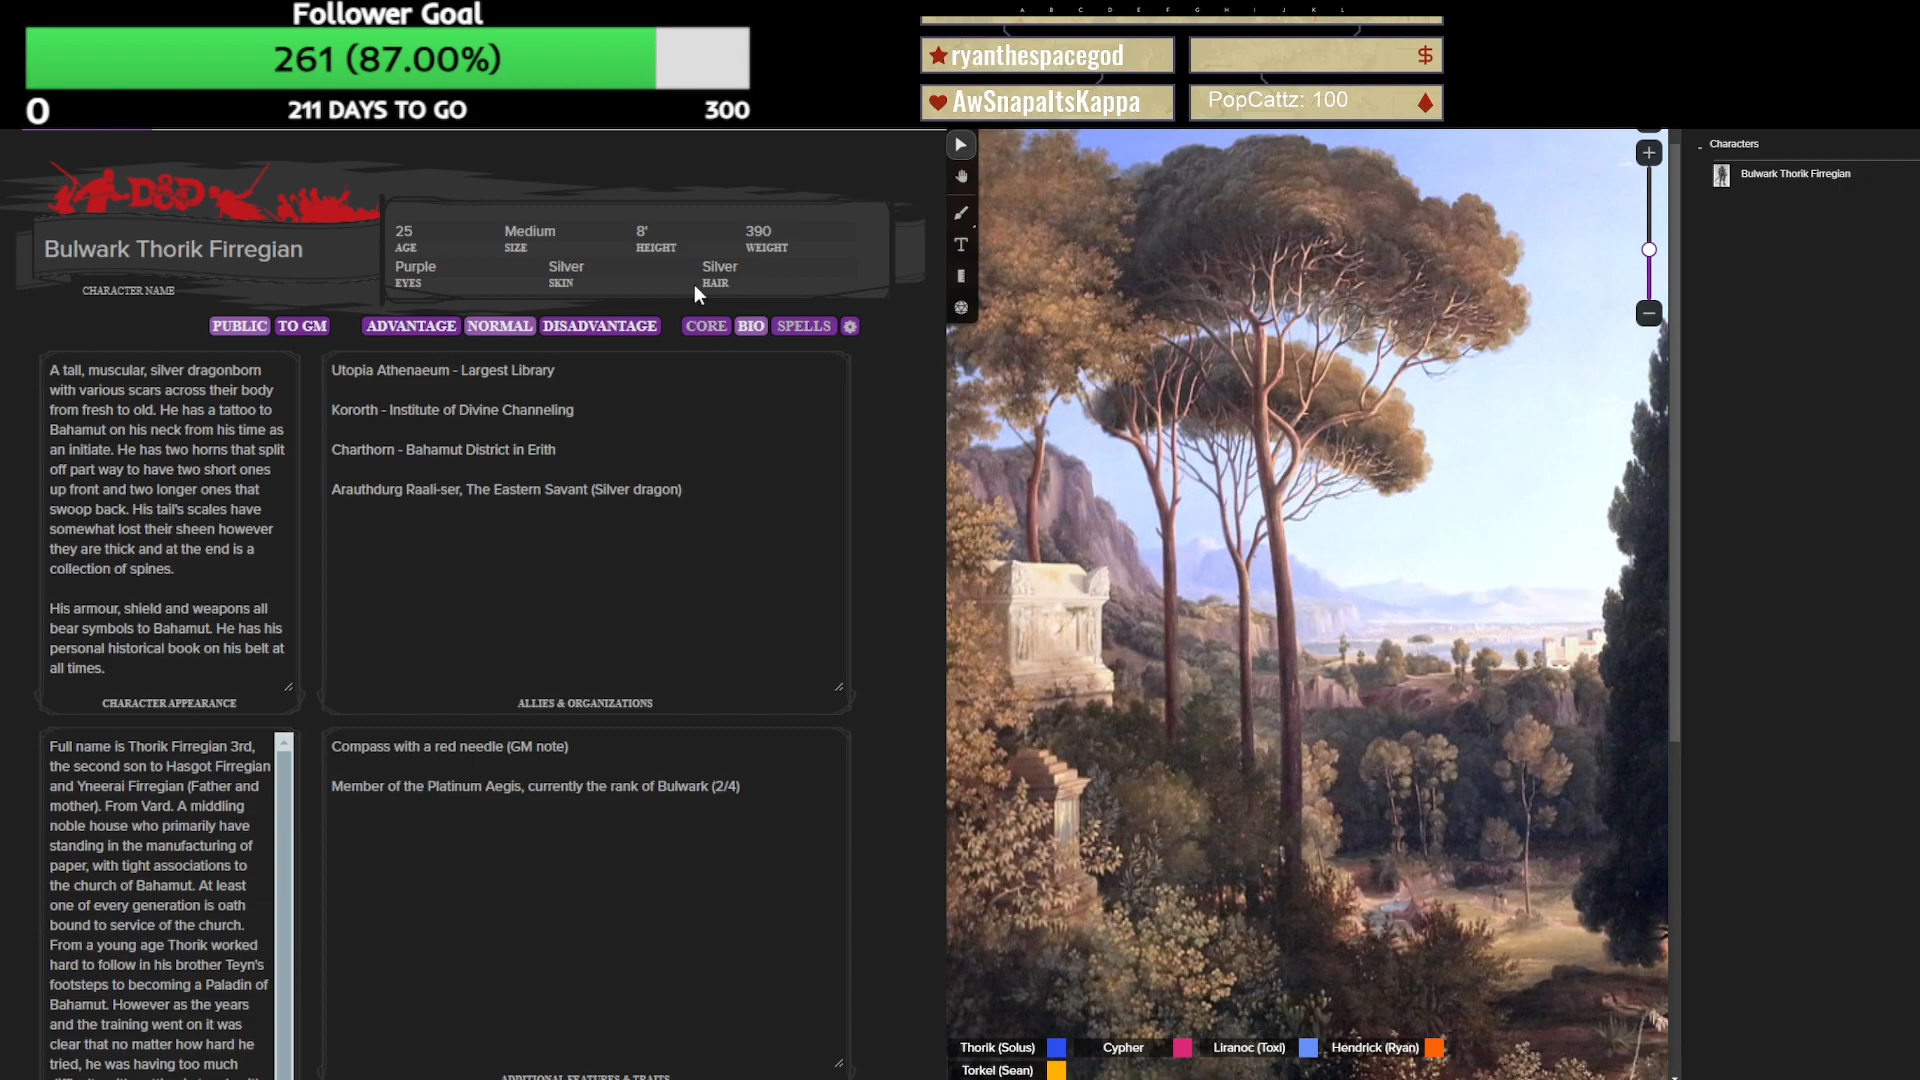 Follower Goal
261 (87.00%)
0
211 DAYS TO GO
300
A B C D E F G H I J K L
ryanthespacegod
$
AwSnapItsKappa
PopCattz: 100
D&D
Bulwark Thorik Firregian
CHARACTER NAME
25 Medium 8' 390
AGE SIZE HEIGHT WEIGHT
Purple Silver Silver
EYES SKIN HAIR
PUBLIC TO GM ADVANTAGE NORMAL DISADVANTAGE CORE BIO SPELLS
A tall, muscular, silver dragonborn
with various scars across their body
from fresh to old. He has a tattoo to
Bahamut on his neck from his time as
an initiate. He has two horns that split
off part way to have two short ones
up front and two longer ones that
swoop back. His tail's scales have
somewhat lost their sheen however
they are thick and at the end is a
collection of spines.
His armour, shield and weapons all
bear symbols to Bahamut. He has his
personal historical book on his belt at
all times.
CHARACTER APPEARANCE
Utopia Athenaeum - Largest Library
Kororth - Institute of Divine Channeling
Charthorn - Bahamut District in Erith
Arauthdurg Raali-ser, The Eastern Savant (Silver dragon)
ALLIES & ORGANIZATIONS
Full name is Thorik Firregian 3rd,
the second son to Hasgot Firregian
and Yneerai Firregian (Father and
mother). From Vard. A middling
noble house who primarily have
standing in the manufacturing of
paper, with tight associations to
the church of Bahamut. At least
one of every generation is oath
bound to service of the church.
From a young age Thorik worked
hard to follow in his brother Teyn's
footsteps to becoming a Paladin of
Bahamut. However as the years
and the training went on it was
clear that no matter how hard he
tried, he was having too much
Compass with a red needle (GM note)
Member of the Platinum Aegis, currently the rank of Bulwark (2/4)
ADDITIONAL FEATURES & TRAITS
T
Thorik (Solus) Cypher Liranoc (Toxi) Hendrick (Ryan)
Torkel (Sean)
Characters
Bulwark Thorik Firregian